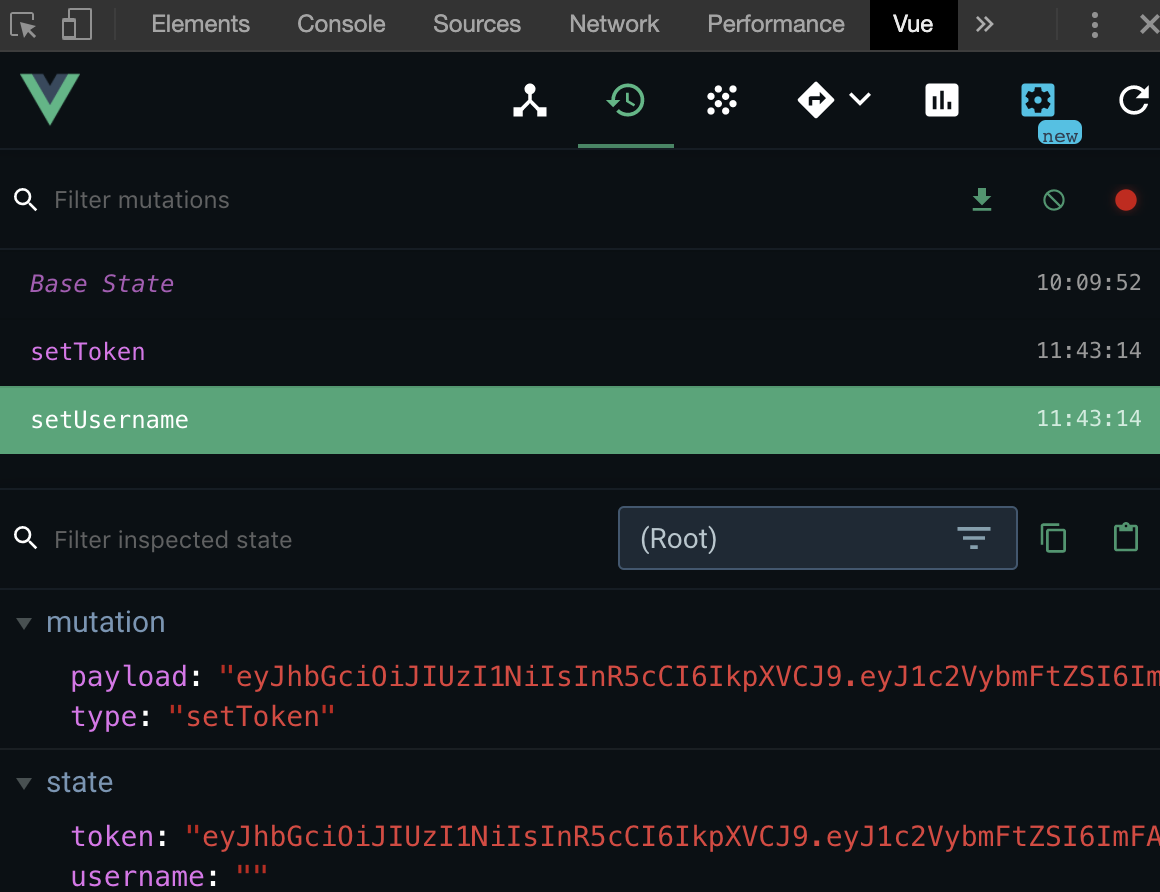 Elements Console Sources Network Performance Vue
new
Filter mutations
Base State 10:09:52
setToken 11:43:14
setUsername 11:43:14
Filter inspected state (Root)
mutation
payload: "eyJhbGciOiJIUzI1NiIsInR5cCI6IkpXVCJ9.eyJ1c2VybmFtZSI6Im
type: "setToken"
state
token: "eyJhbGciOiJIUzI1NiIsInR5cCI6IkpXVCJ9.eyJ1c2VybmFtZSI6ImFA
username: ""